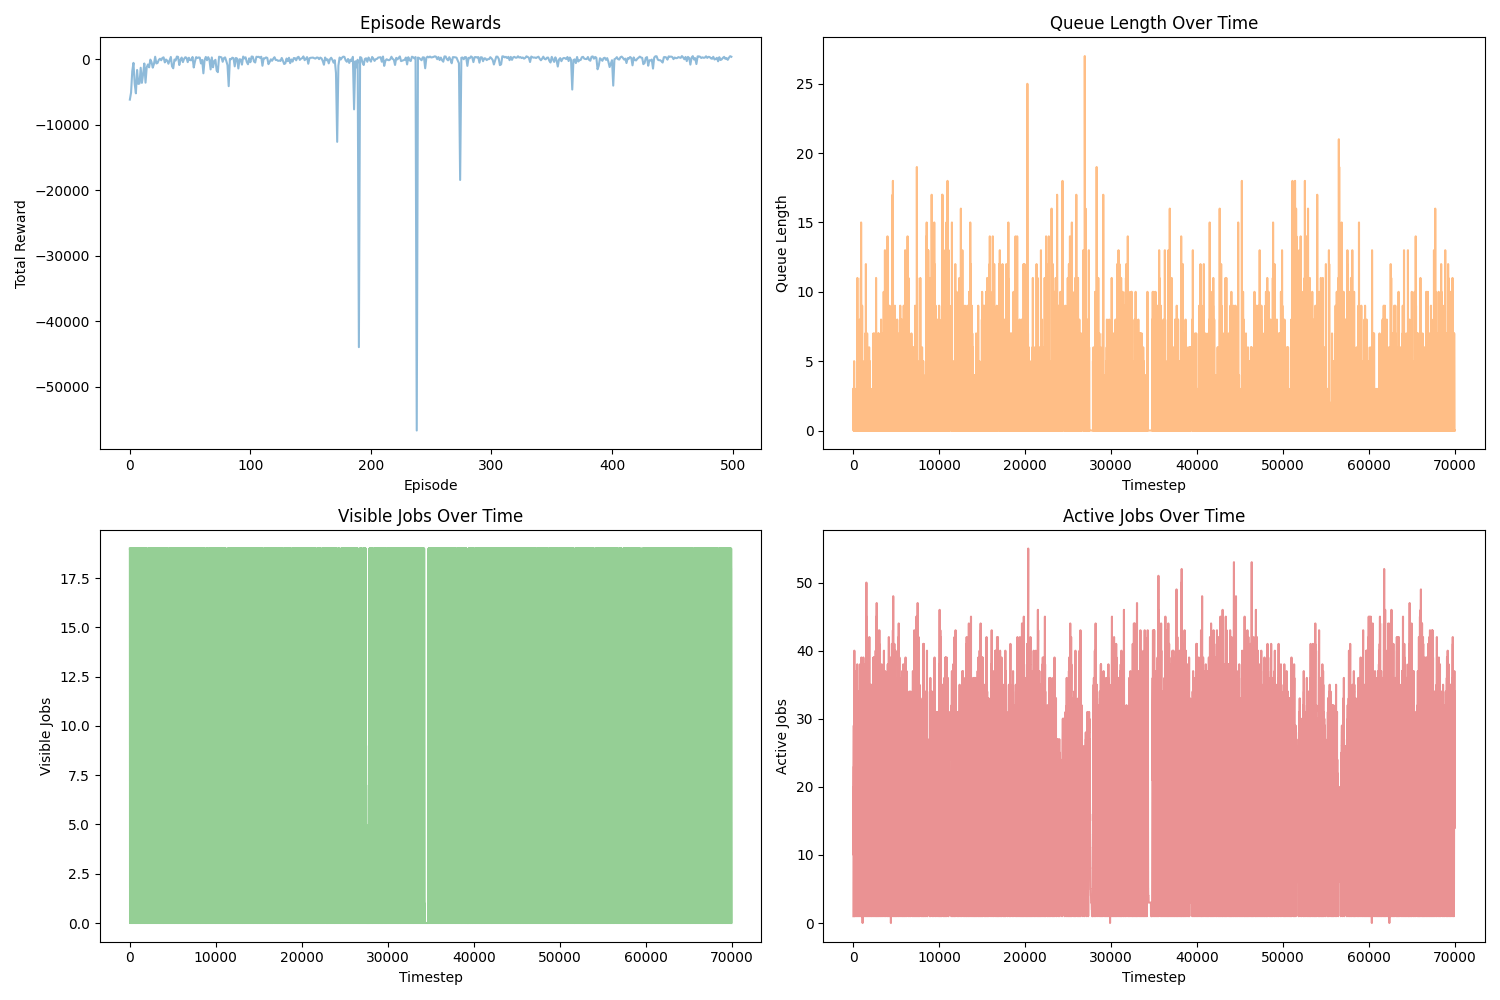 Episode Rewards
Total Reward
0
−10000
−20000
−30000
−40000
−50000
0 100 200 300 400 500
Episode
Queue Length Over Time
Queue Length
25
20
15
10
5
0
0 10000 20000 30000 40000 50000 60000 70000
Timestep
Visible Jobs Over Time
Visible Jobs
17.5
15.0
12.5
10.0
7.5
5.0
2.5
0.0
0 10000 20000 30000 40000 50000 60000 70000
Timestep
Active Jobs Over Time
Active Jobs
50
40
30
20
10
0
0 10000 20000 30000 40000 50000 60000 70000
Timestep